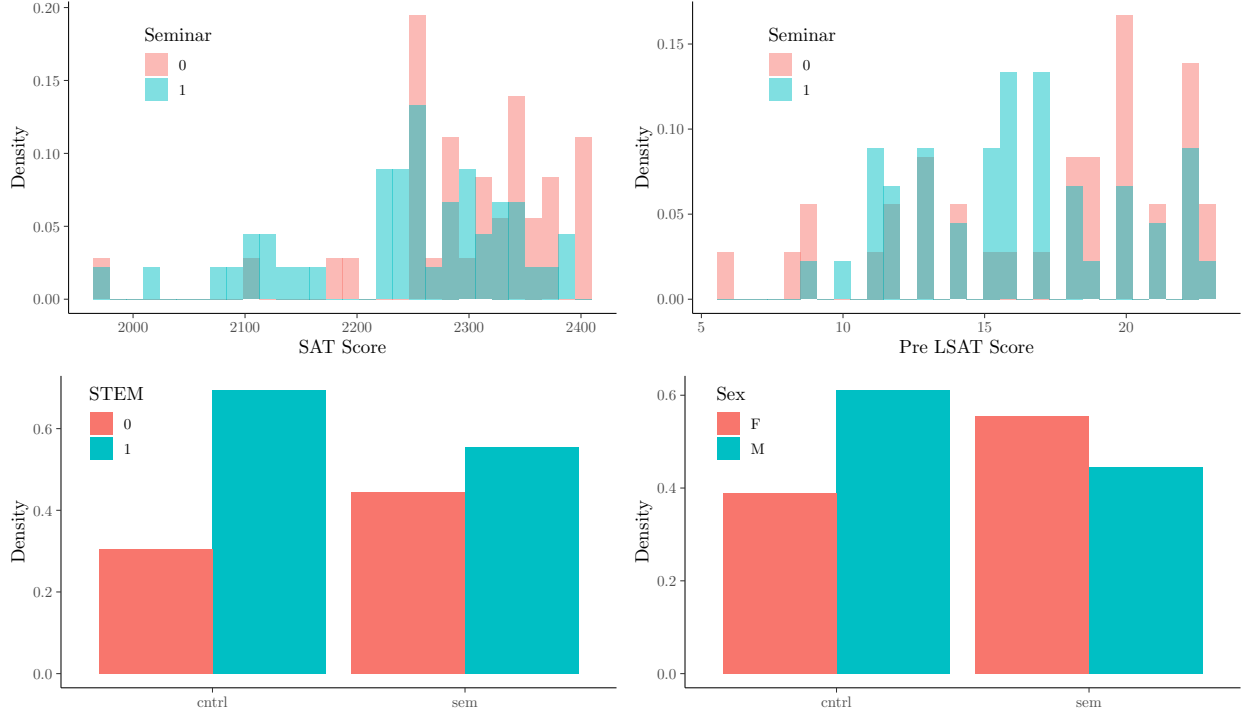 Seminar
0
1
0.20
0.15
0.10
0.05
0.00
Density
2000
2100
2200
2300
2400
SAT Score
Seminar
0
1
0.15
0.10
0.05
0.00
Density
5
10
15
20
Pre LSAT Score
STEM
0
1
0.6
0.4
0.2
0.0
Density
cntrl
sem
Sex
F
M
0.6
0.4
0.2
0.0
Density
cntrl
sem